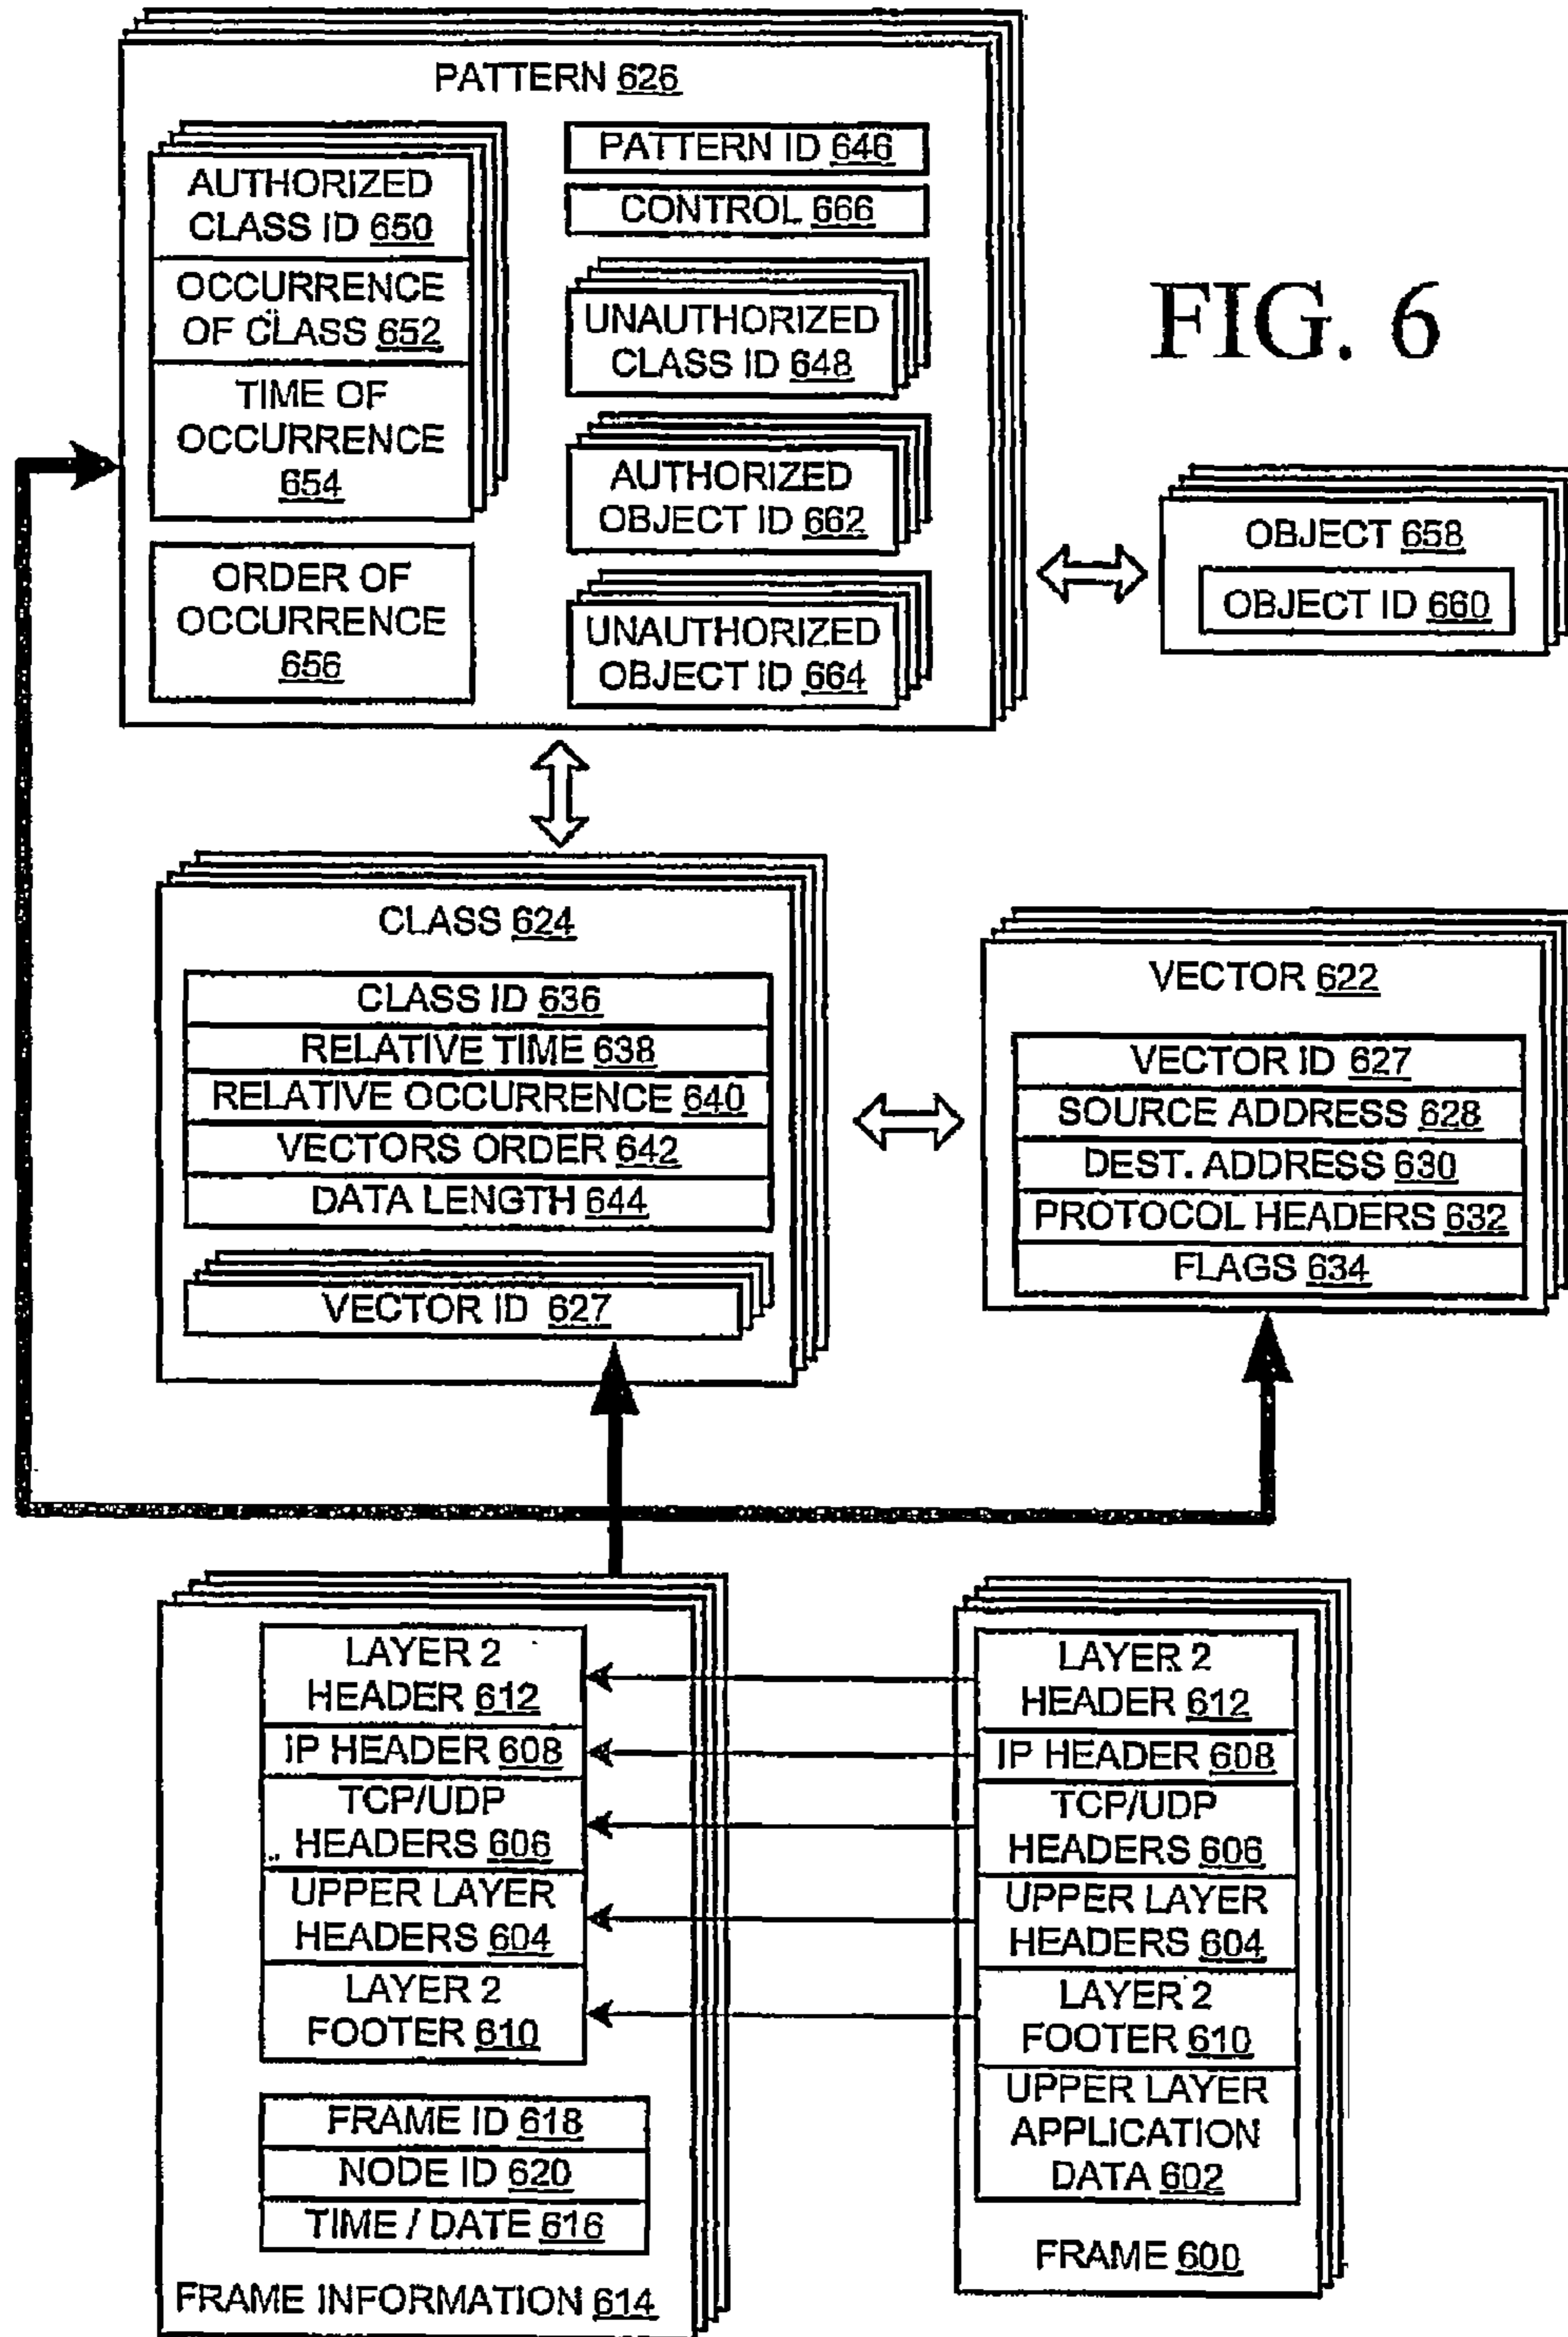 PATTERN 626
AUTHORIZED
CLASS ID 650
OCCURRENCE
OF CLASS 652
TIME OF
OCCURRENCE
654
ORDER OF
OCCURRENCE
656
PATTERN ID 646
CONTROL 666
UNAUTHORIZED
CLASS ID 648
AUTHORIZED
OBJECT ID 662
UNAUTHORIZED
OBJECT ID 664
FIG. 6
OBJECT 658
OBJECT ID 660
CLASS 624
CLASS ID 636
RELATIVE TIME 638
RELATIVE OCCURRENCE 640
VECTORS ORDER 642
DATA LENGTH 644
VECTOR ID 627
VECTOR 622
VECTOR ID 627
SOURCE ADDRESS 628
DEST. ADDRESS 630
PROTOCOL HEADERS 632
FLAGS 634
LAYER 2
HEADER 612
IP HEADER 608
TCP/UDP
HEADERS 606
UPPER LAYER
HEADERS 604
LAYER 2
FOOTER 610
FRAME ID 618
NODE ID 620
TIME / DATE 616
FRAME INFORMATION 614
LAYER 2
HEADER 612
IP HEADER 608
TCP/UDP
HEADERS 606
UPPER LAYER
HEADERS 604
LAYER 2
FOOTER 610
UPPER LAYER
APPLICATION
DATA 602
FRAME 600